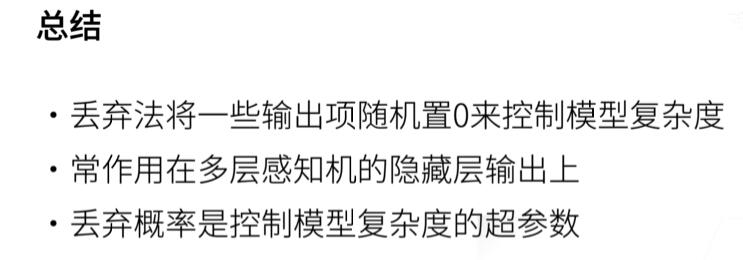 总结
・丢弃法将一些输出项随机置0来控制模型复杂度
・常作用在多层感知机的隐藏层输出上
・丢弃概率是控制模型复杂度的超参数